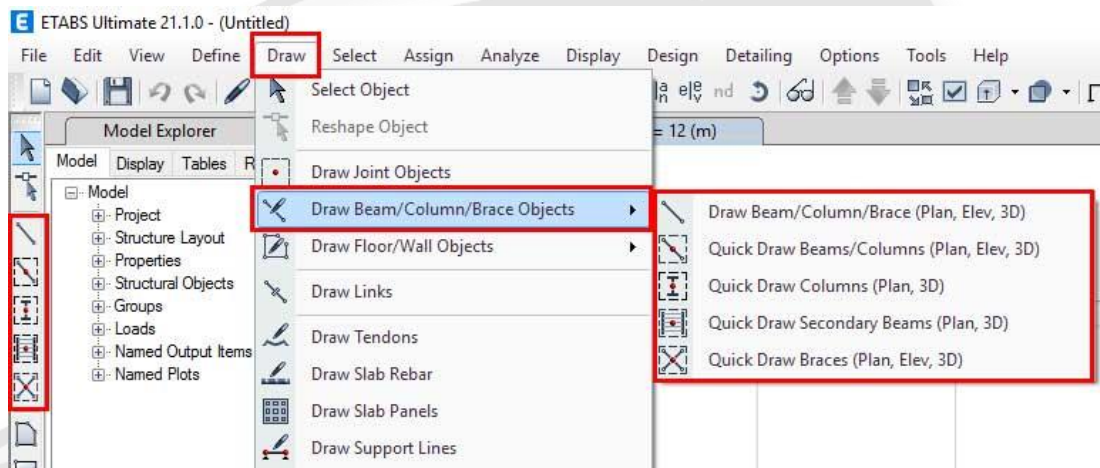 ETABS Ultimate 21.1.0 - (Untitled)
File Edit View Define Draw Select Assign Analyze Display Design Detailing Options Tools Help
nd
Model Explorer
= 12 (m)
Model Display Tables R
Model
Project
Structure Layout
Properties
Structural Objects
Groups
Loads
Named Output Items
Named Plots
Select Object
Reshape Object
Draw Joint Objects
Draw Beam/Column/Brace Objects
Draw Floor/Wall Objects
Draw Links
Draw Tendons
Draw Slab Rebar
Draw Slab Panels
Draw Support Lines
Draw Beam/Column/Brace (Plan, Elev, 3D)
Quick Draw Beams/Columns (Plan, Elev, 3D)
Quick Draw Columns (Plan, 3D)
Quick Draw Secondary Beams (Plan, 3D)
Quick Draw Braces (Plan, Elev, 3D)